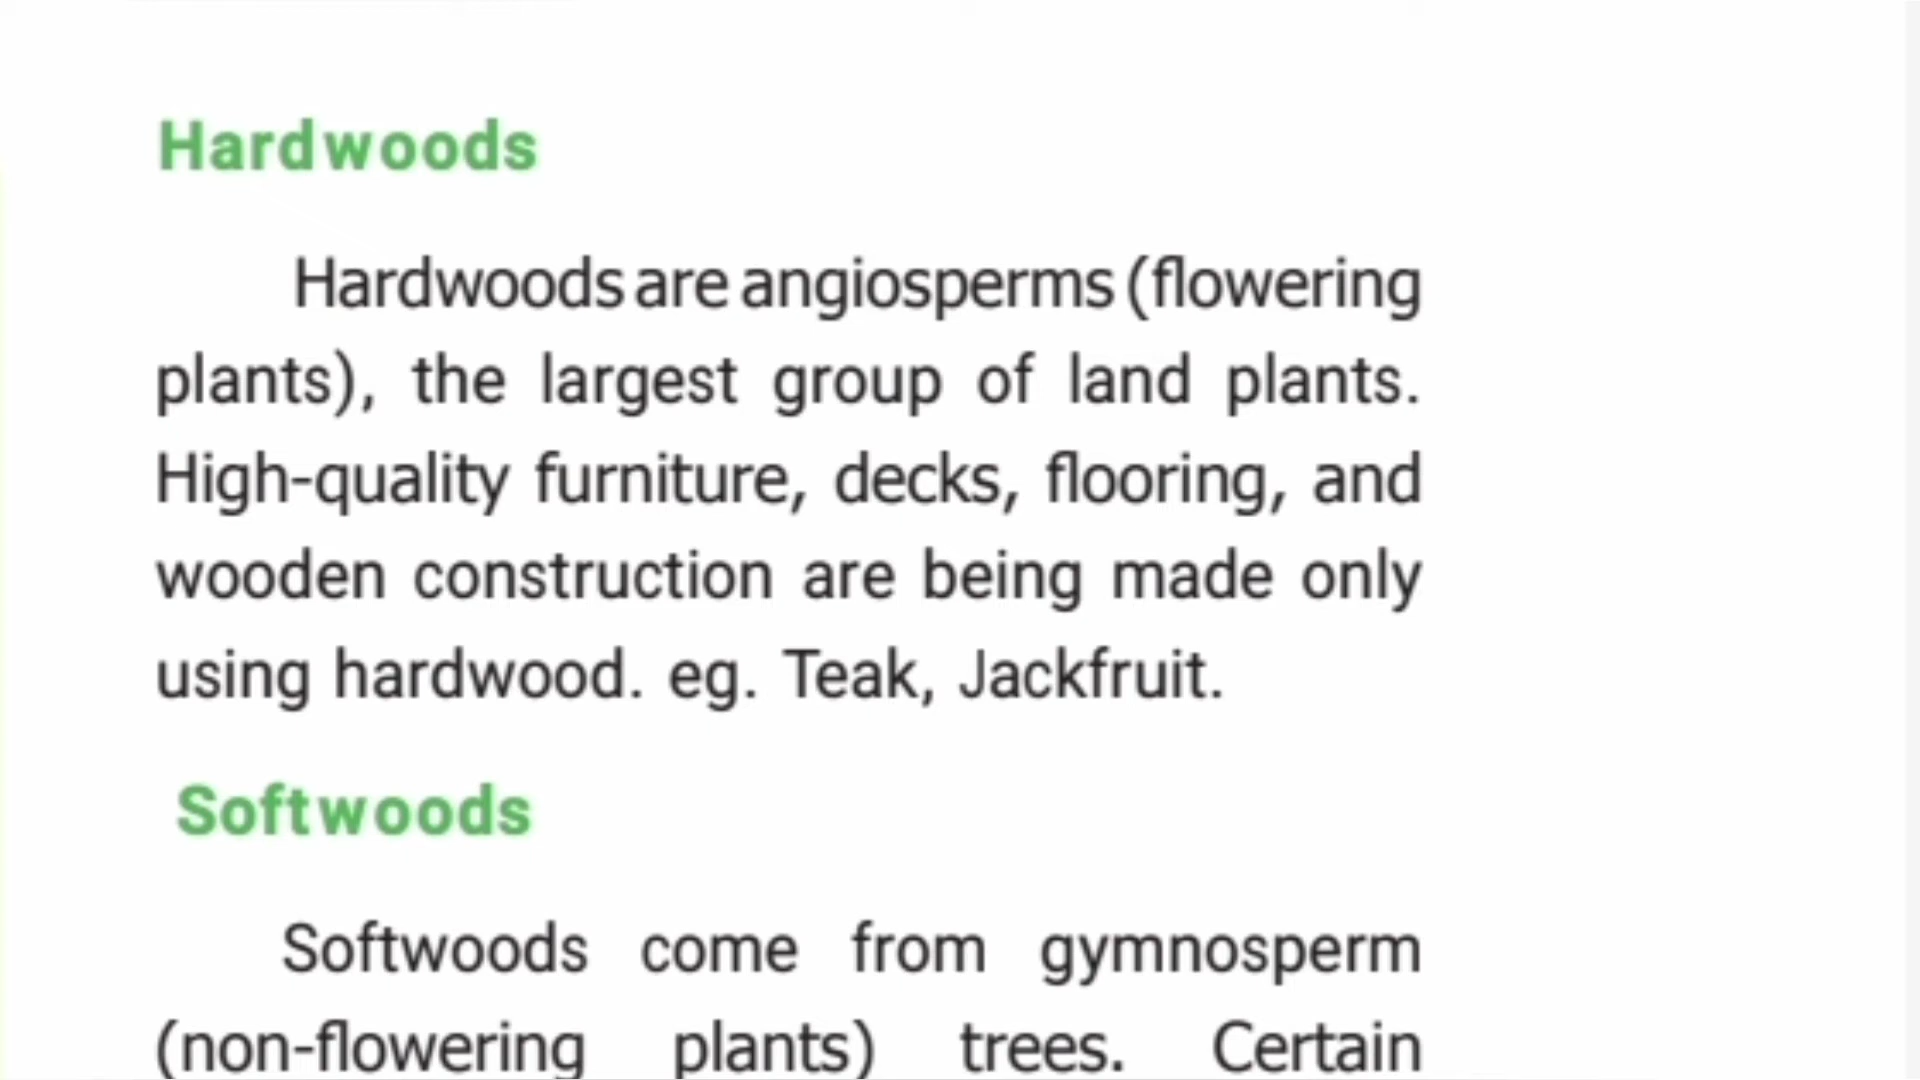 Hardwoods
Hardwoods are angiosperms (flowering
plants), the largest group of land plants.
High-quality furniture, decks, flooring, and
wooden construction are being made only
using hardwood. eg. Teak, Jackfruit.
Softwoods
Softwoods come from gymnosperm
(non-flowering plants) trees. Certain